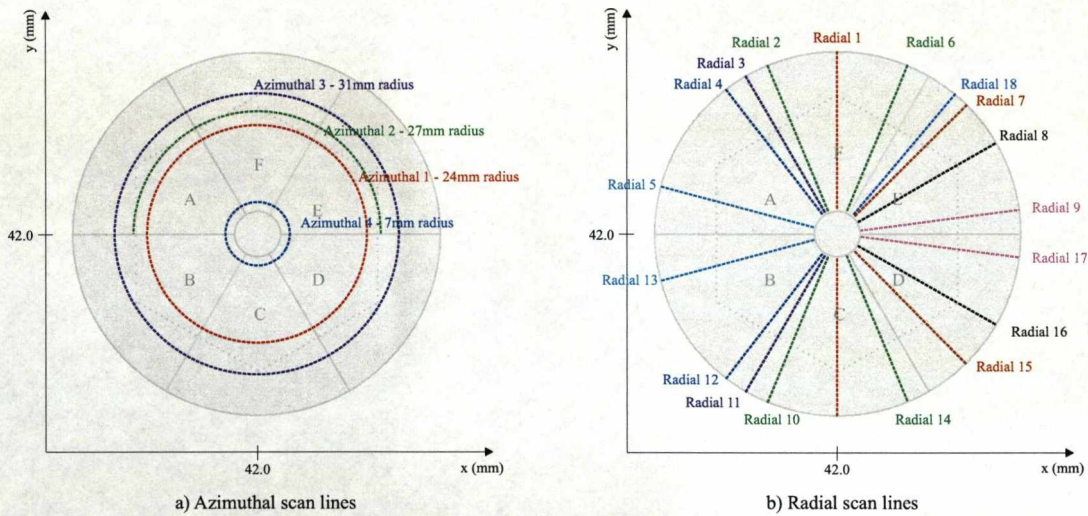 y (mm)
Azimuthal 3 - 31mm radius
Azimuthal 2 - 27mm radius
F
Azimuthal 1 - 24mm radius
A
E
Azimuthal 4 - 7mm radius
42.0
B
D
C
42.0
x (mm)
a) Azimuthal scan lines
y (mm)
Radial 1
Radial 2
Radial 6
Radial 3
Radial 4
Radial 18
Radial 7
Radial 8
F
Radial 5
A
E
Radial 9
42.0
Radial 17
Radial 13
B
D
C
Radial 16
Radial 15
Radial 12
Radial 11
Radial 10
Radial 14
42.0
x (mm)
b) Radial scan lines